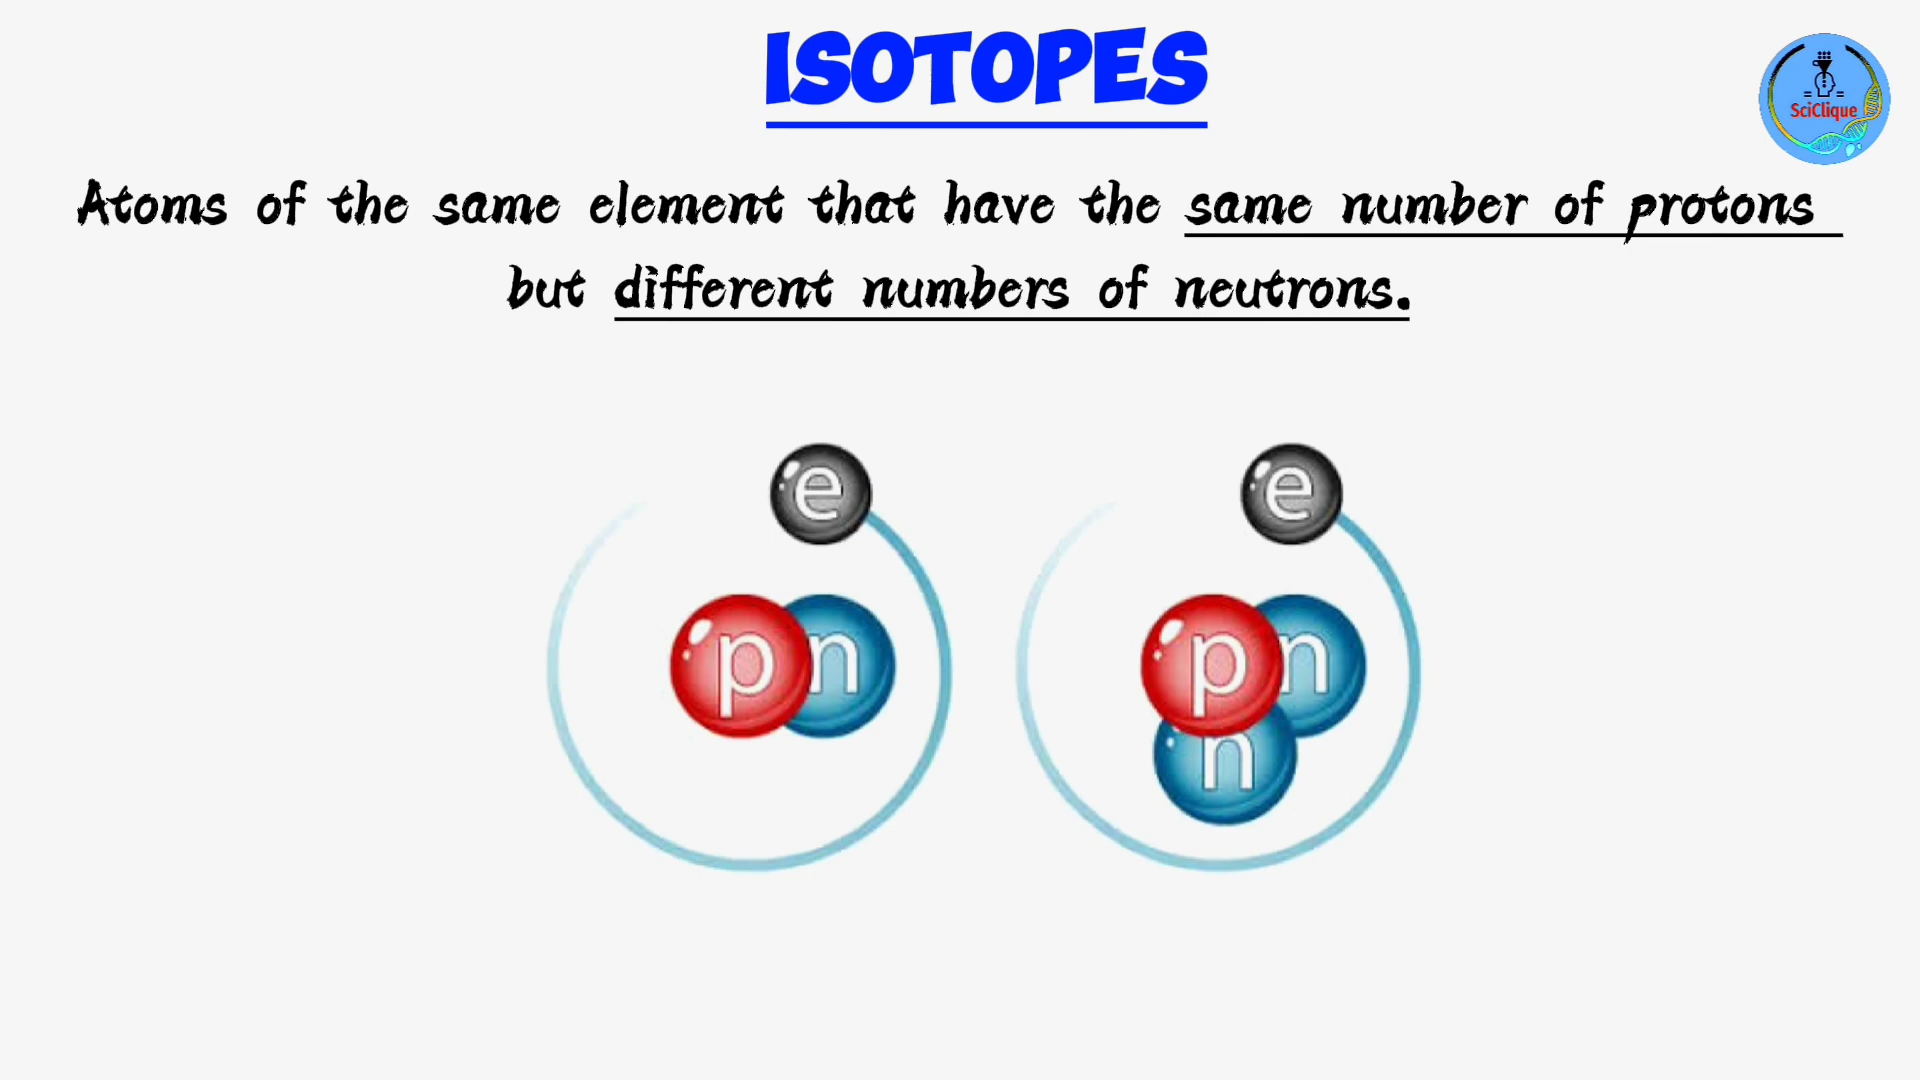 ISOTOPES
SciClique
Atoms of the same element that have the same number of protons
but different numbers of neutrons.
e
e
p n
p n
n